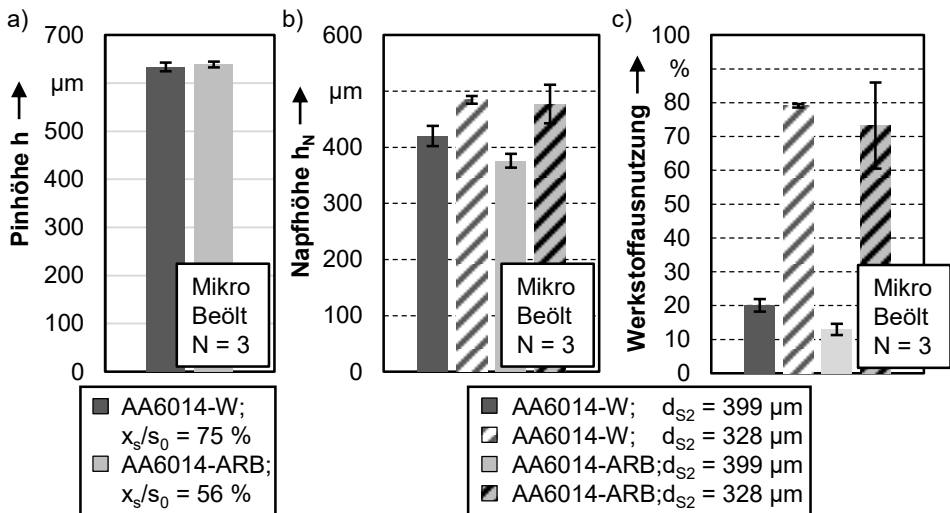 a)
700
µm
500
400
300
200
100
0
Pinhöhe h
Mikro
Beölt
N = 3
AA6014-W;
x_s/s_0 = 75 %
AA6014-ARB;
x_s/s_0 = 56 %
b)
600
µm
400
300
200
100
0
Napfhöhe h_N
Mikro
Beölt
N = 3
c)
100
%
80
70
60
50
40
30
20
10
0
Werkstoffausnutzung
Mikro
Beölt
N = 3
AA6014-W; d_S2 = 399 µm
AA6014-W; d_S2 = 328 µm
AA6014-ARB; d_S2 = 399 µm
AA6014-ARB; d_S2 = 328 µm